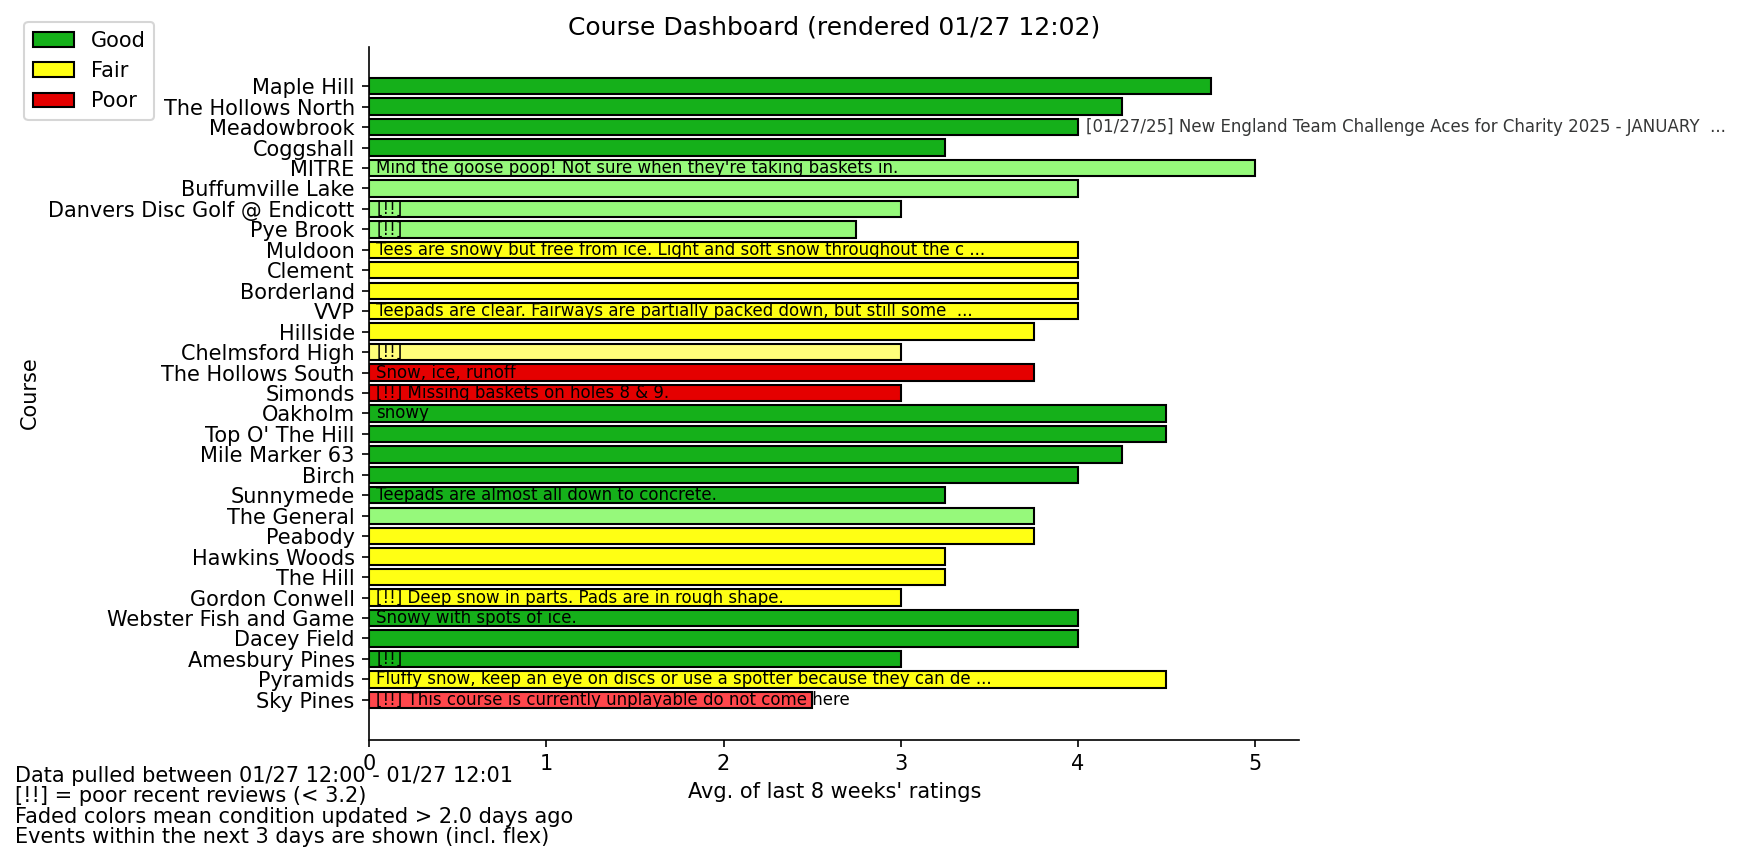 Course Dashboard (rendered 01/27 12:02)
Good
Fair
Poor
Maple Hill
The Hollows North
Meadowbrook [01/27/25] New England Team Challenge Aces for Charity 2025 - JANUARY ...
Coggshall
MITRE Mind the goose poop! Not sure when they're taking baskets in.
Buffumville Lake
Danvers Disc Golf @ Endicott [!!]
Pye Brook [!!]
Muldoon Tees are snowy but free from ice. Light and soft snow throughout the c ...
Clement
Borderland
VVP Teepads are clear. Fairways are partially packed down, but still some ...
Hillside
Chelmsford High [!!]
The Hollows South Snow, ice, runoff
Simonds [!!] Missing baskets on holes 8 & 9.
Oakholm snowy
Top O' The Hill
Mile Marker 63
Birch
Sunnymede Teepads are almost all down to concrete.
The General
Peabody
Hawkins Woods
The Hill
Gordon Conwell [!!] Deep snow in parts. Pads are in rough shape.
Webster Fish and Game Snowy with spots of ice.
Dacey Field
Amesbury Pines [!!]
Pyramids Fluffy snow, keep an eye on discs or use a spotter because they can de ...
Sky Pines [!!] This course is currently unplayable do not come here
Course
0 1 2 3 4 5
Avg. of last 8 weeks' ratings
Data pulled between 01/27 12:00 - 01/27 12:01
[!!] = poor recent reviews (< 3.2)
Faded colors mean condition updated > 2.0 days ago
Events within the next 3 days are shown (incl. flex)